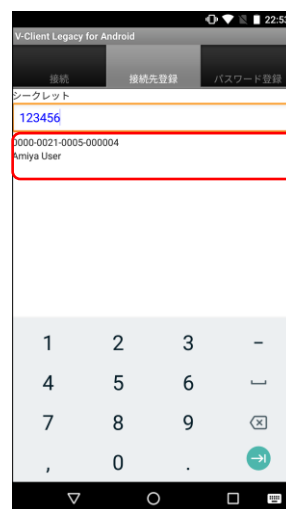 22:53
V-Client Legacy for Android
接続
接続先登録
パスワード登録
シークレット
123456
0000-0021-0005-000004
Amiya User
1 2 3 -
4 5 6
7 8 9
, 0 .